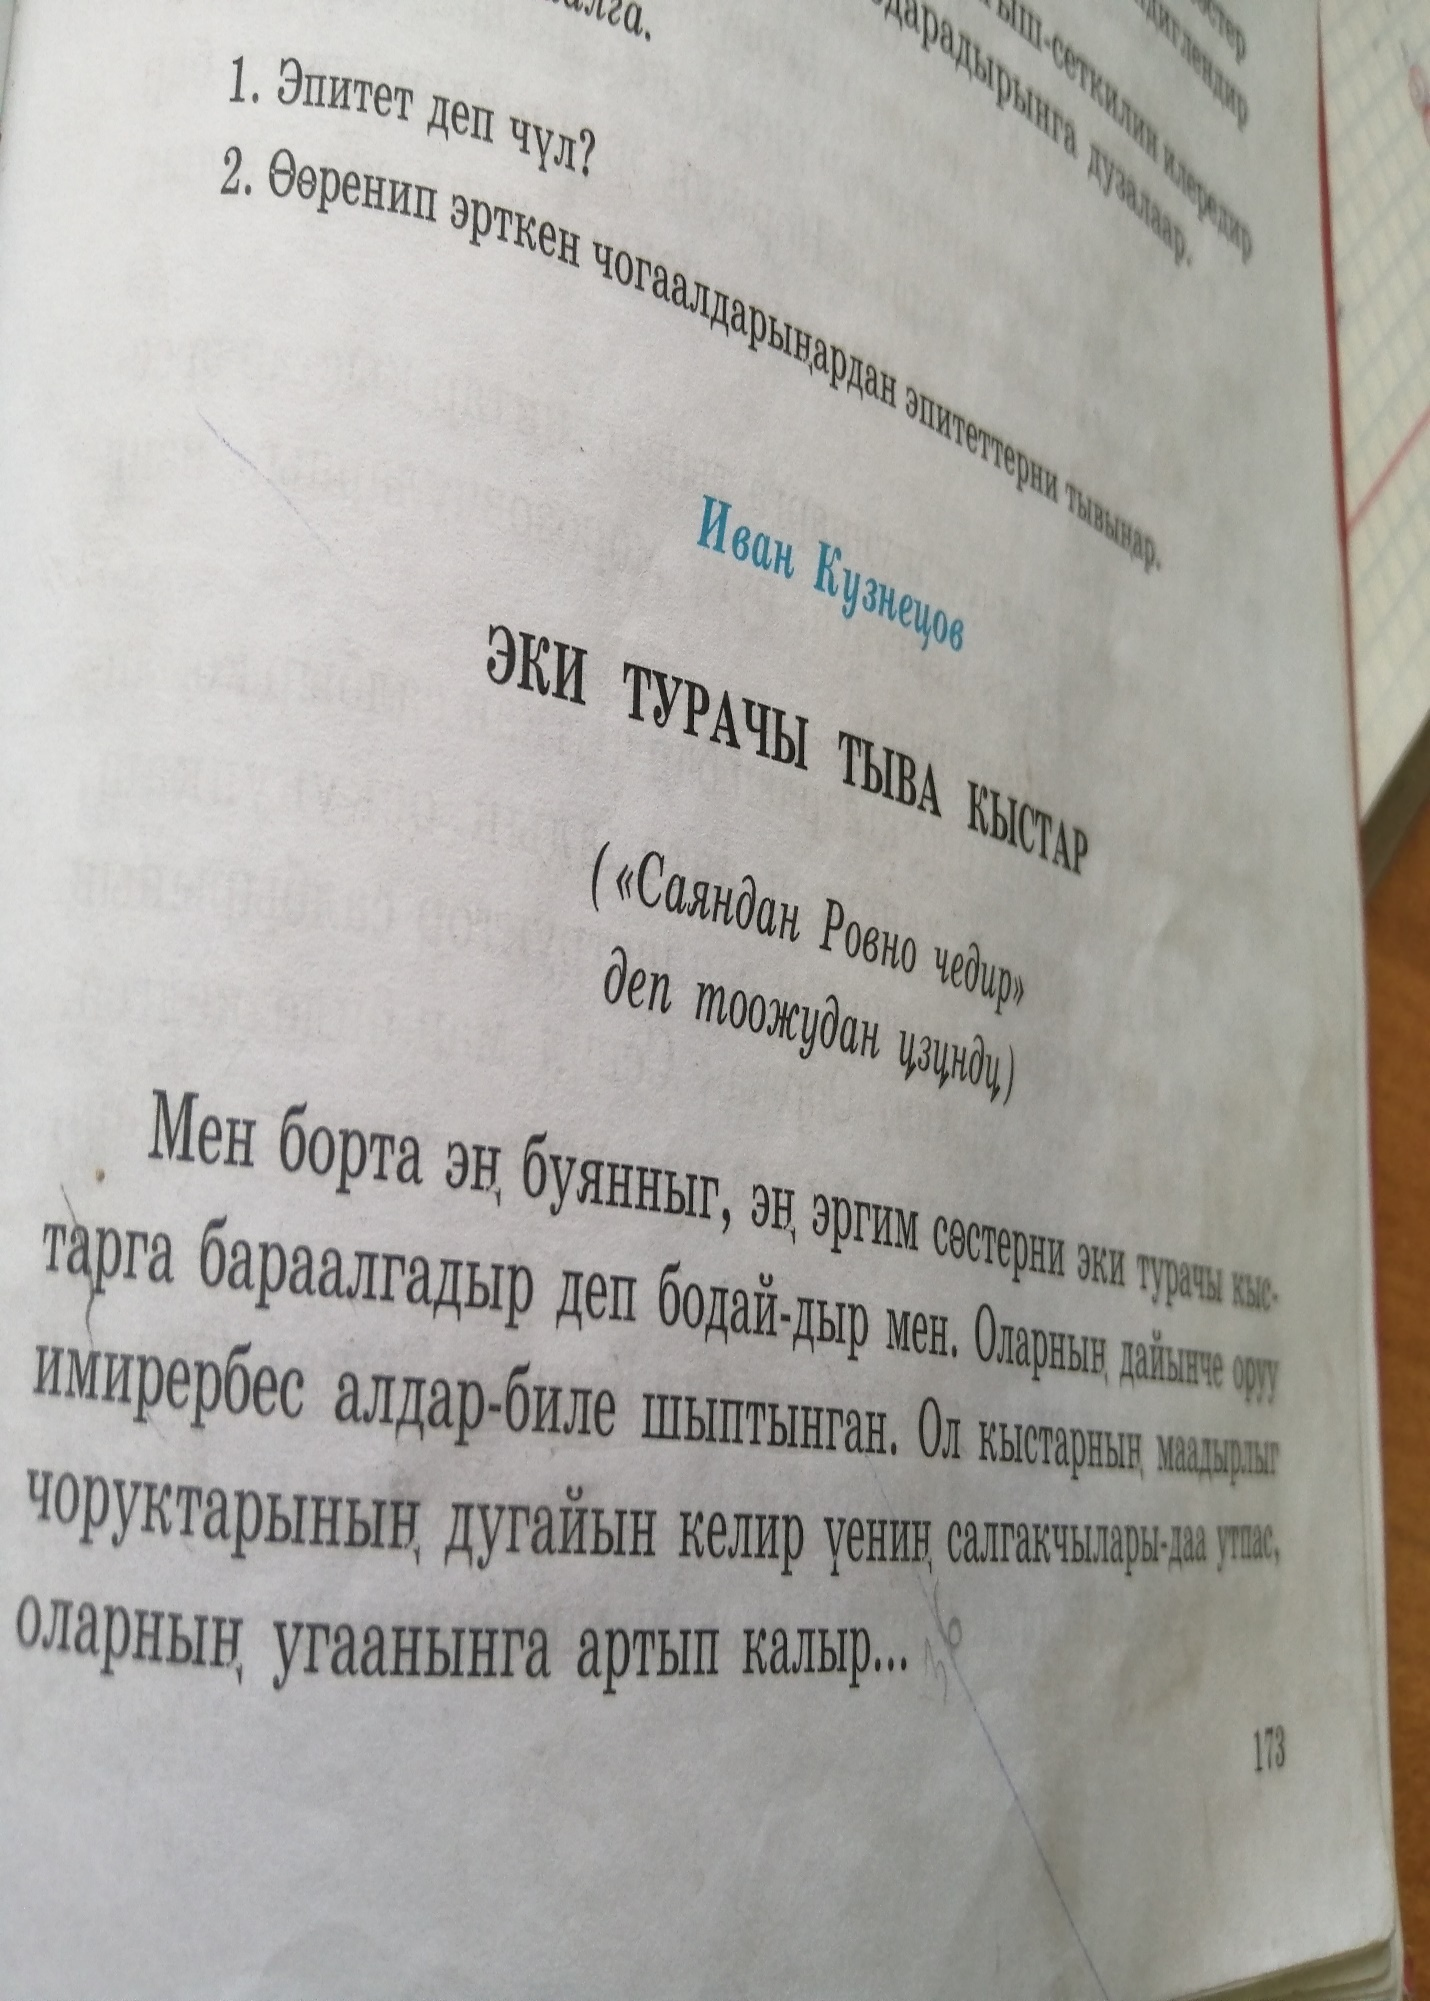 1. Эпитет деп чүл?
2. Өөренип эрткен чогаалдарыңардан эпитеттерни тывыңар.
Иван Кузнецов
ЭКИ ТУРАЧЫ ТЫВА КЫСТАР
(«Саяндан Ровно чедир»
деп тоожудан үзүндү)
Мен борта эң буянныг, эң эргим сөстерни эки турачы кыс-
тарга бараалгадыр деп бодай-дыр мен. Оларның дайынче оруу
имирербес алдар-биле шыптынган. Ол кыстарның маадырлыг
чоруктарының дугайын келир үениң салгакчылары-даа утпас,
оларның угаанынга артып калыр...
173